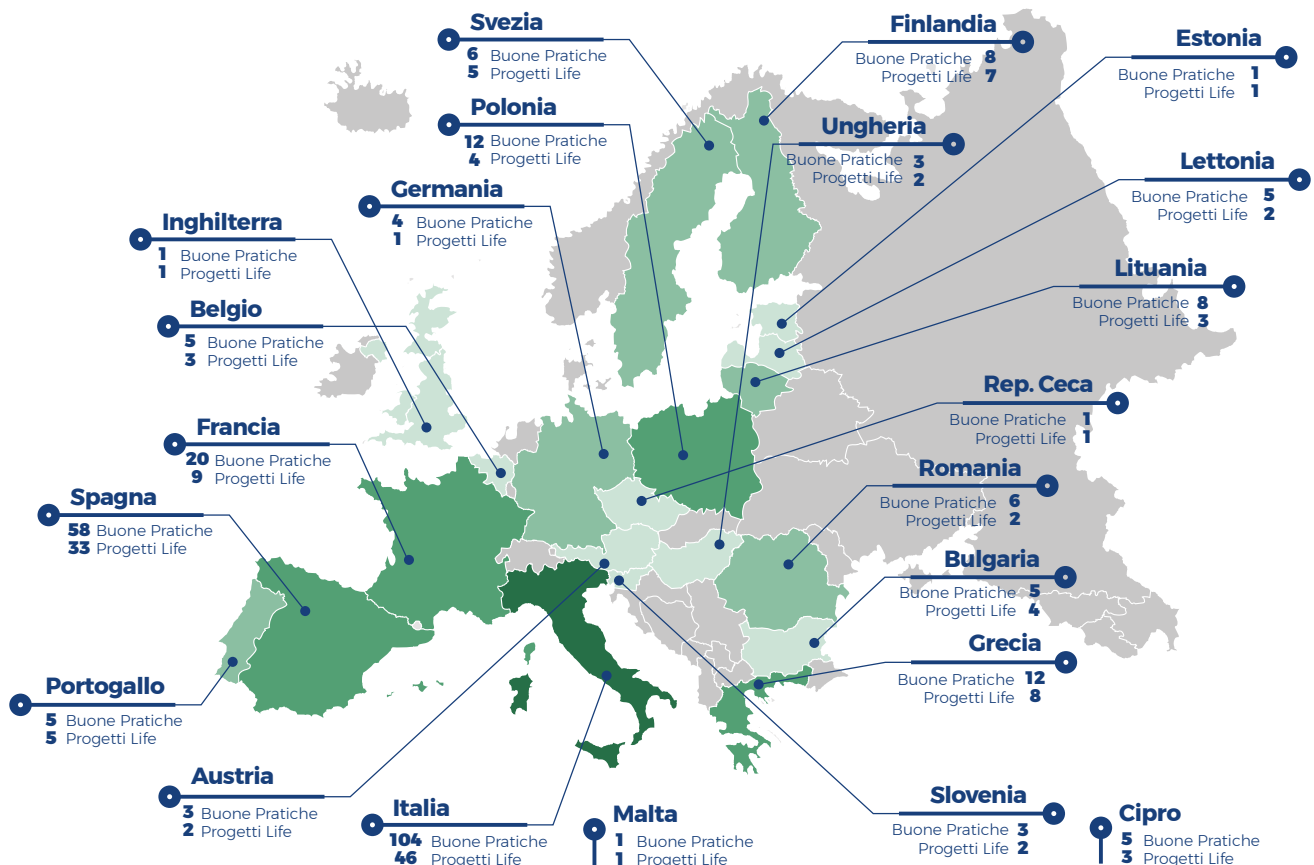 Svezia
6 Buone Pratiche
5 Progetti Life
Finlandia
Buone Pratiche 8
Progetti Life 7
Estonia
Buone Pratiche 1
Progetti Life 1
Polonia
12 Buone Pratiche
4 Progetti Life
Ungheria
Buone Pratiche 3
Progetti Life 2
Lettonia
Buone Pratiche 5
Progetti Life 2
Germania
4 Buone Pratiche
1 Progetti Life
Inghilterra
1 Buone Pratiche
1 Progetti Life
Lituania
Buone Pratiche 8
Progetti Life 3
Belgio
5 Buone Pratiche
3 Progetti Life
Rep. Ceca
Buone Pratiche 1
Progetti Life 1
Francia
20 Buone Pratiche
9 Progetti Life
Romania
Buone Pratiche 6
Progetti Life 2
Spagna
58 Buone Pratiche
33 Progetti Life
Bulgaria
Buone Pratiche 5
Progetti Life 4
Grecia
Buone Pratiche 12
Progetti Life 8
Portogallo
5 Buone Pratiche
5 Progetti Life
Austria
3 Buone Pratiche
2 Progetti Life
Italia
104 Buone Pratiche
46 Progetti Life
Malta
1 Buone Pratiche
1 Progetti Life
Slovenia
Buone Pratiche 3
Progetti Life 2
Cipro
5 Buone Pratiche
3 Progetti Life